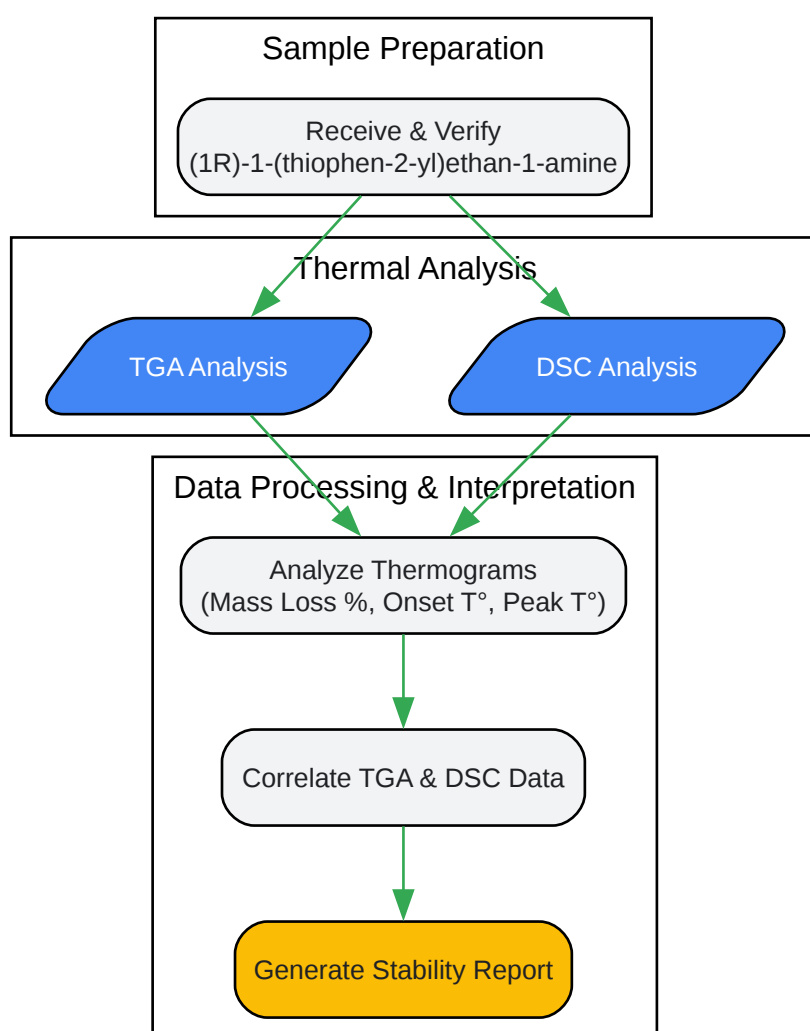 Sample Preparation
Receive & Verify
(1R)-1-(thiophen-2-yl)ethan-1-amine
Thermal Analysis
TGA Analysis
DSC Analysis
Data Processing & Interpretation
Analyze Thermograms
(Mass Loss %, Onset T°, Peak T°)
Correlate TGA & DSC Data
Generate Stability Report